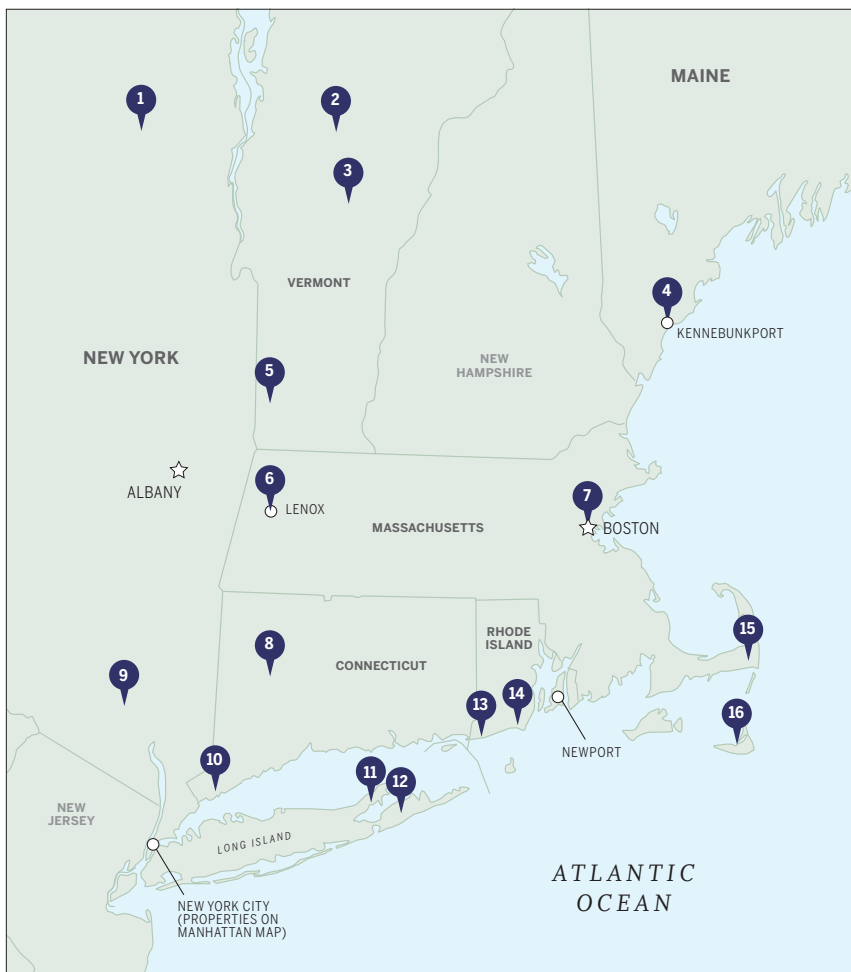 MAINE
1
2
3
VERMONT
4
KENNEBUNKPORT
NEW YORK
5
NEW
HAMPSHIRE
ALBANY
6
LENOX
7
MASSACHUSETTS
BOSTON
RHODE
ISLAND
8
CONNECTICUT
15
9
13
14
16
NEWPORT
10
11
12
NEW
JERSEY
LONG ISLAND
ATLANTIC
OCEAN
NEW YORK CITY
(PROPERTIES ON
MANHATTAN MAP)